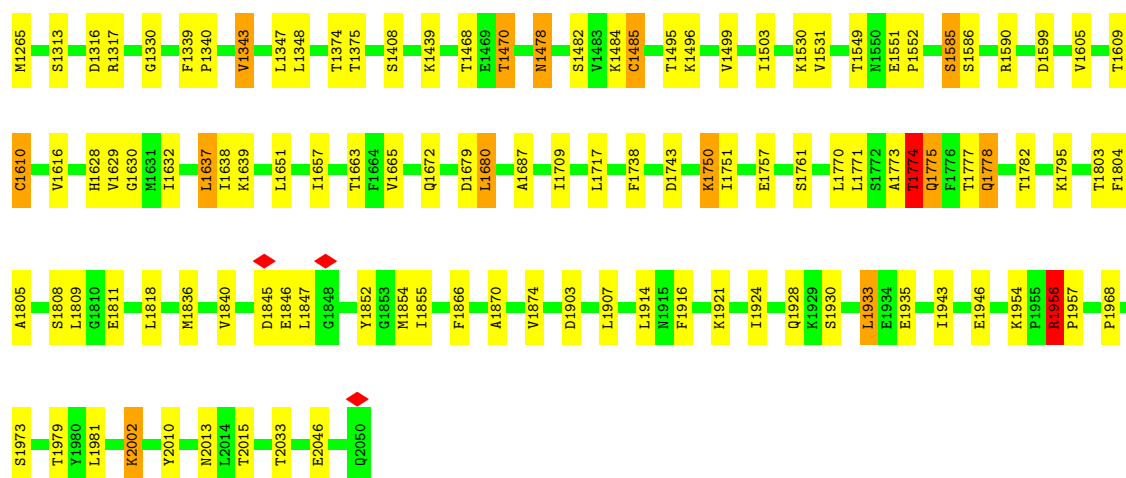 M1265 S1313 D1316 R1317 G1330 F1339 P1340 V1343 L1347 L1348 T1374 T1375 S1408 K1439 T1468 E1469 T1470 N1478 S1482 V1483 K1484 C1485 T1495 K1496 V1499 I1503 K1530 V1531 T1549 N1550 E1551 P1552 S1585 S1586 R1590 D1599 V1605 T1609
C1610 V1616 H1628 V1629 G1630 M1631 I1632 L1637 I1638 K1639 L1651 I1657 T1663 F1664 V1665 Q1672 D1679 L1680 A1687 I1709 L1717 F1738 D1743 K1750 I1751 E1757 S1761 L1770 L1771 S1772 A1773 T1774 Q1775 F1776 T1777 Q1778 T1782 K1795 T1803 F1804
A1805 S1808 L1809 G1810 E1811 L1818 M1836 V1840 D1845 E1846 L1847 G1848 Y1852 G1853 M1854 I1855 F1866 A1870 V1874 D1903 L1907 L1914 N1915 F1916 K1921 I1924 Q1928 K1929 S1930 L1933 E1934 E1935 I1943 E1946 K1954 P1955 R1956 P1957 P1968
S1973 T1979 Y1980 L1981 K2002 Y2010 N2013 L2014 T2015 T2033 E2046 Q2050